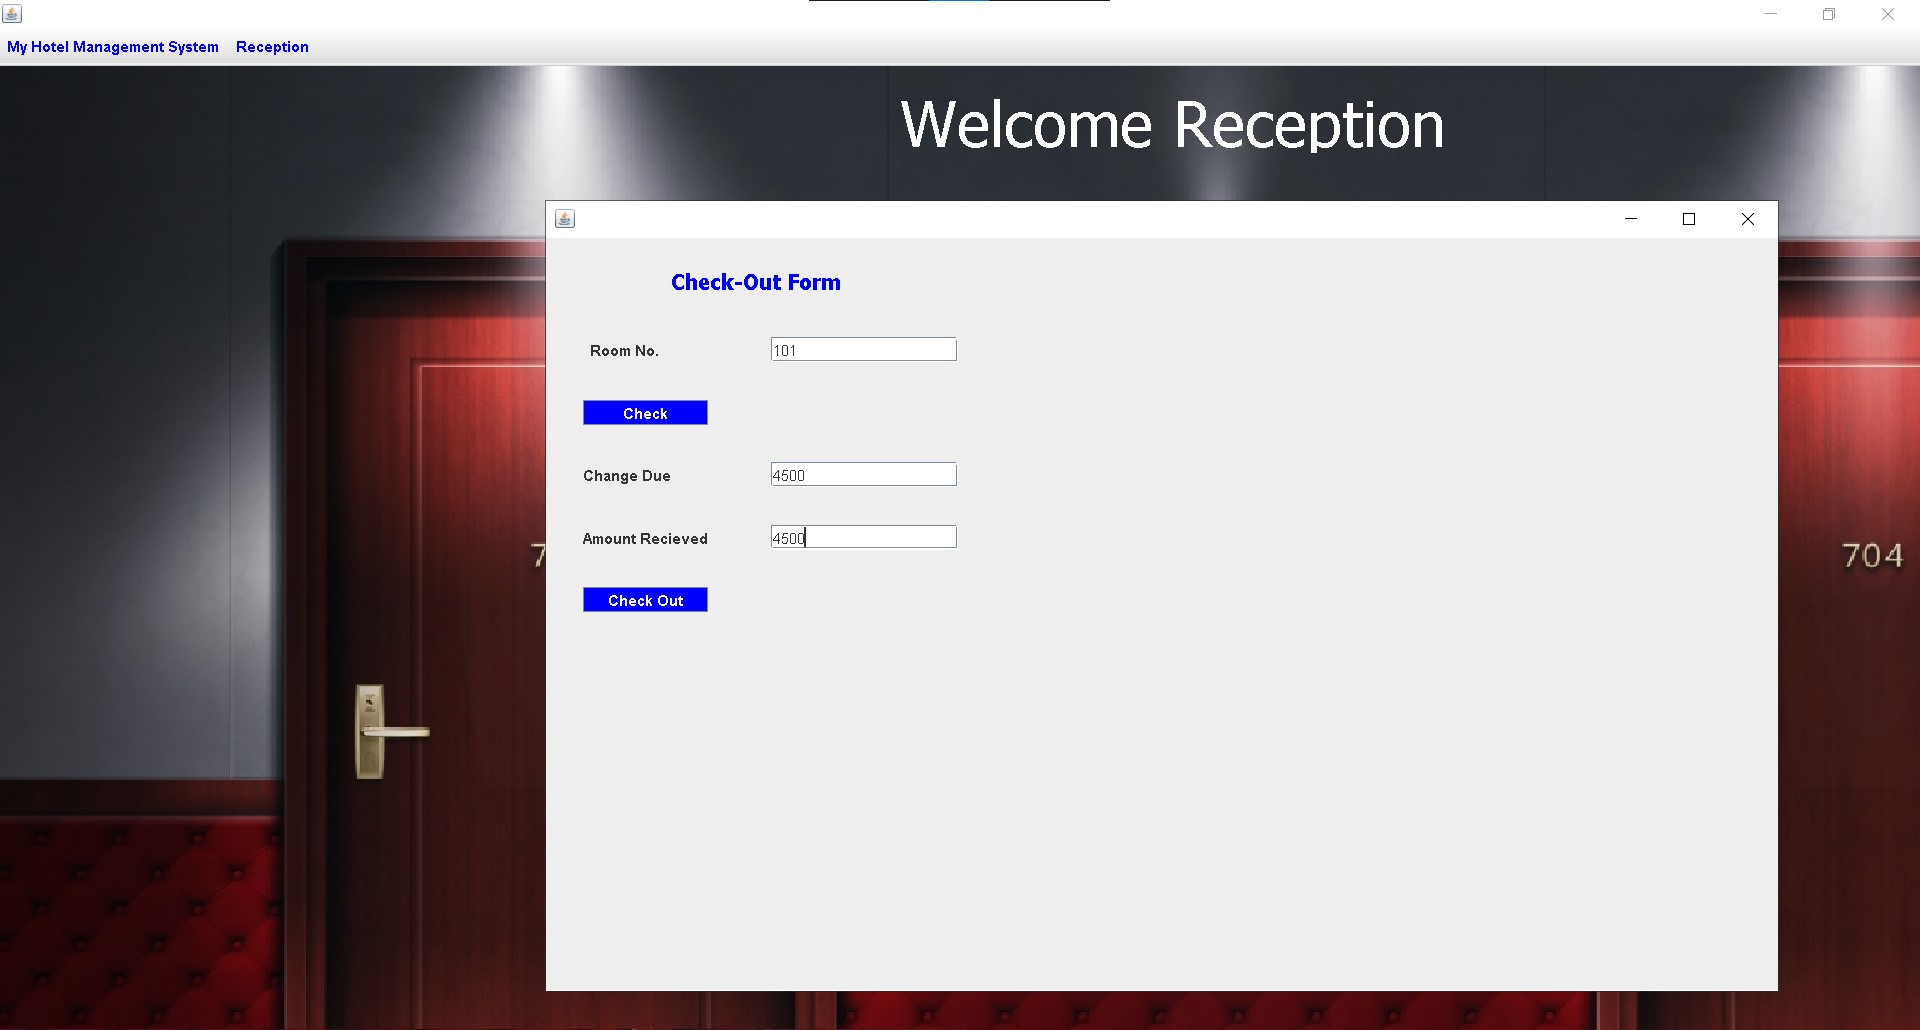 My Hotel Management System Reception
Welcome Reception
Check-Out Form
Room No. 101
Check
Change Due 4500
Amount Recieved 4500
Check Out
7
704